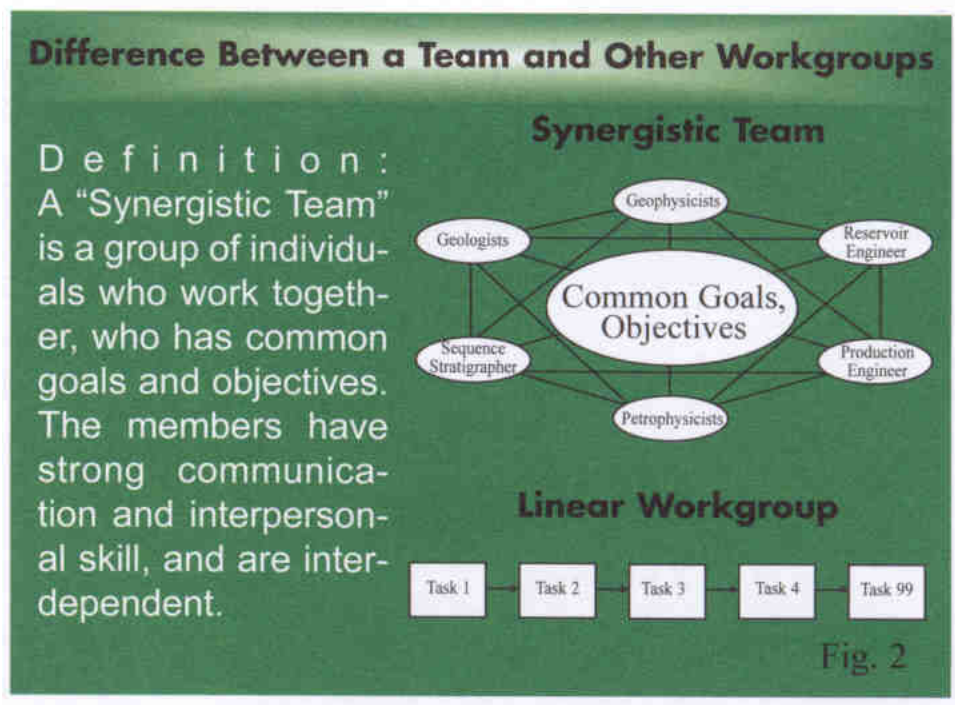 Difference Between a Team and Other Workgroups
Definition:
A “Synergistic Team”
is a group of individu-
als who work togeth-
er, who has common
goals and objectives.
The members have
strong communica-
tion and interperson-
al skill, and are inter-
dependent.
Synergistic Team
Geophysicists
Geologists
Reservoir
Engineer
Common Goals,
Objectives
Sequence
Stratigrapher
Production
Engineer
Petrophysicists
Linear Workgroup
Task 1
Task 2
Task 3
Task 4
Task 99
Fig. 2